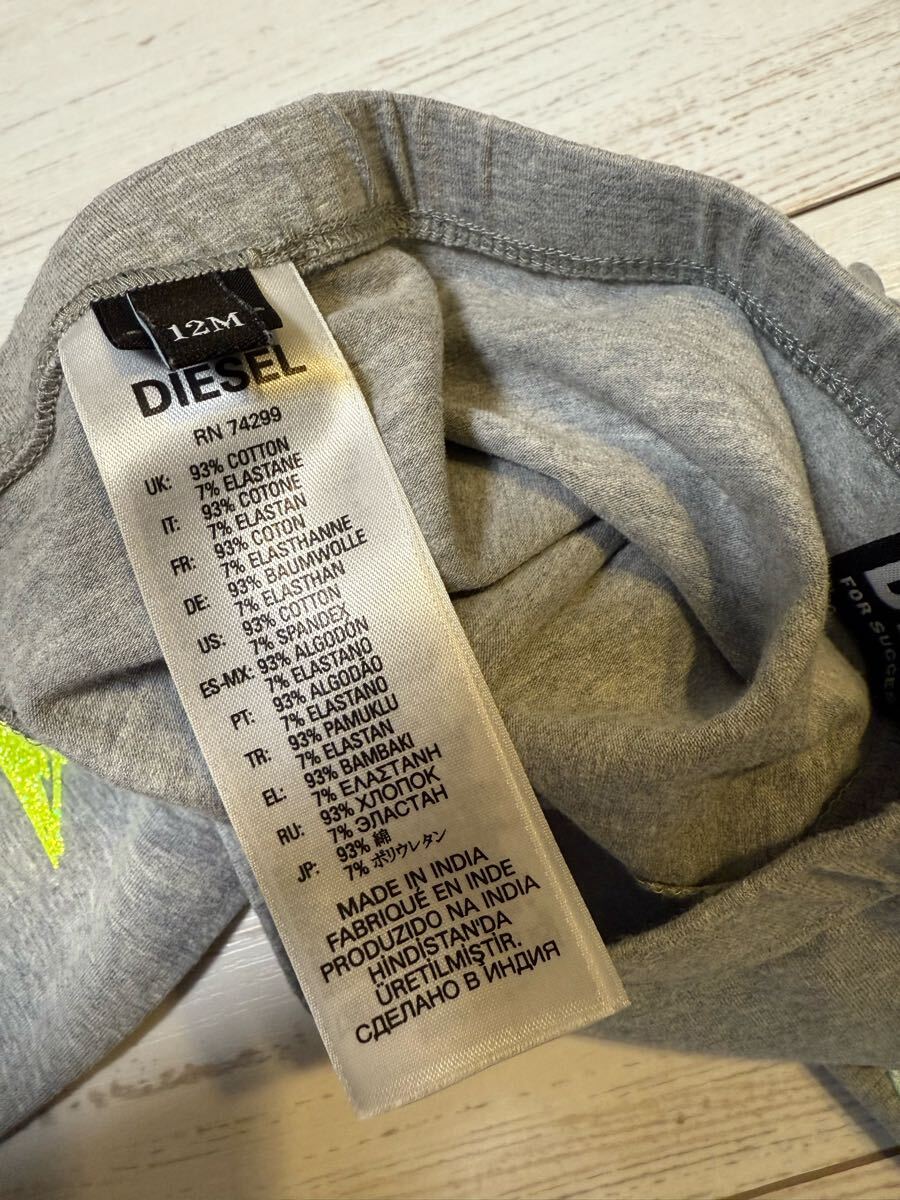 12M
DIESEL
RN 74299
UK: 93% COTTON
7% ELASTANE
IT: 93% COTONE
7% ELASTAN
FR: 93% COTON
7% ELASTHANNE
DE: 93% BAUMWOLLE
7% ELASTHAN
US: 93% COTTON
7% SPANDEX
ES-MX: 93% ALGODÓN
7% ELASTANO
PT: 93% ALGODÃO
7% ELASTANO
TR: 93% PAMUKLU
7% ELASTAN
EL: 93% ΒΑΜΒΑΚΙ
7% ΕΛΑΣΤΑΝΗ
RU: 93% ХЛОПОК
7% ЭЛАСТАН
JP: 93% 綿
7% ポリウレタン
MADE IN INDIA
FABRIQUÉ EN INDE
PRODUZIDO NA INDIA
HİNDİSTAN'DA
ÜRETİLMİŞTİR.
СДЕЛАНО В ИНДИЯ
FOR